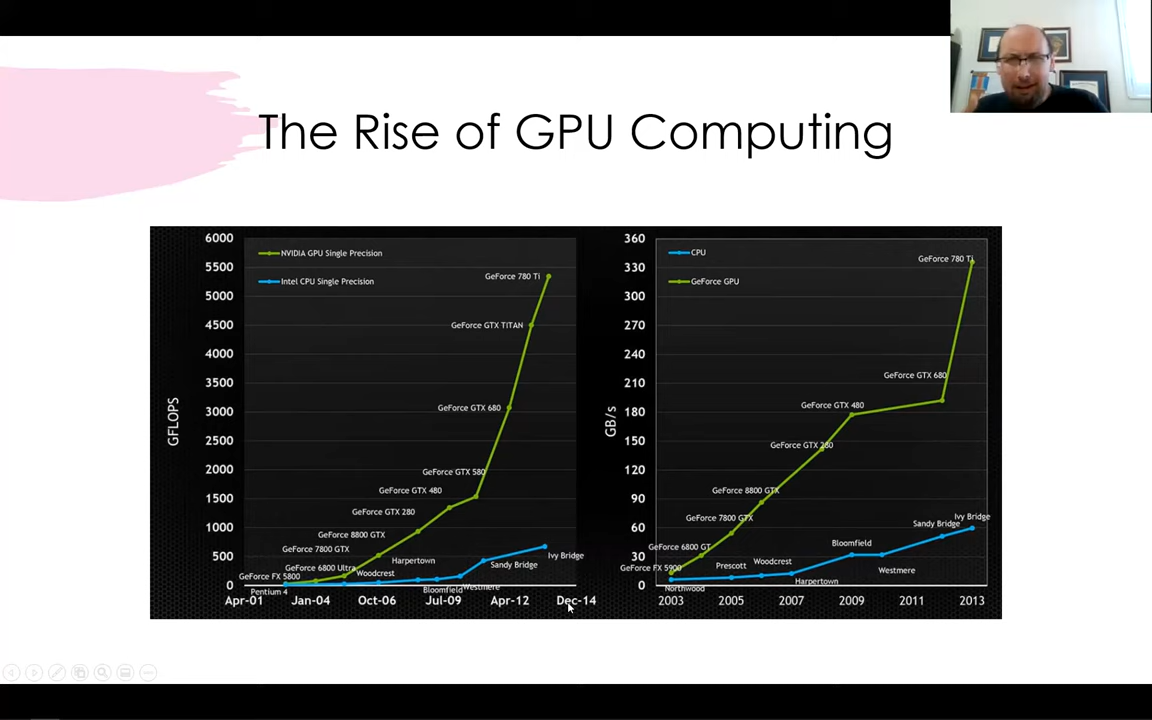 The Rise of GPU Computing
6000
5500
5000
4500
4000
3500
3000
2500
2000
1500
1000
500
0
GFLOPS
NVIDIA GPU Single Precision
Intel CPU Single Precision
GeForce 780 Ti
GeForce GTX TITAN
GeForce GTX 680
GeForce GTX 580
GeForce GTX 480
GeForce GTX 280
GeForce 8800 GTX
GeForce 7800 GTX
GeForce 6800 Ultra
GeForce FX 5800
Pentium 4
Woodcrest
Harpertown
Bloomfield
Westmere
Sandy Bridge
Ivy Bridge
Apr-01 Jan-04 Oct-06 Jul-09 Apr-12 Dec-14
360
330
300
270
240
210
180
150
120
90
60
30
0
GB/s
CPU
GeForce GPU
GeForce 780 Ti
GeForce GTX 680
GeForce GTX 480
GeForce GTX 280
GeForce 8800 GTX
GeForce 7800 GTX
GeForce 6800 GT
GeForce FX 5900
Northwood
Prescott
Woodcrest
Harpertown
Bloomfield
Westmere
Sandy Bridge
Ivy Bridge
2003 2005 2007 2009 2011 2013